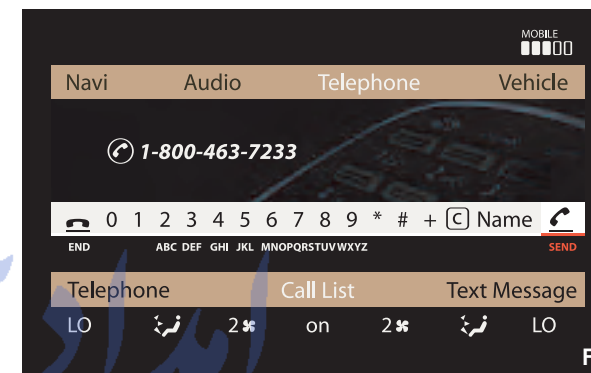 MOBILE
Navi Audio Telephone Vehicle
1-800-463-7233
0 1 2 3 4 5 6 7 8 9 * # + C Name
END ABC DEF GHI JKL MNOPQRSTUVWXYZ SEND
Telephone Call List Text Message
LO 2 on 2 LO
F
امداد